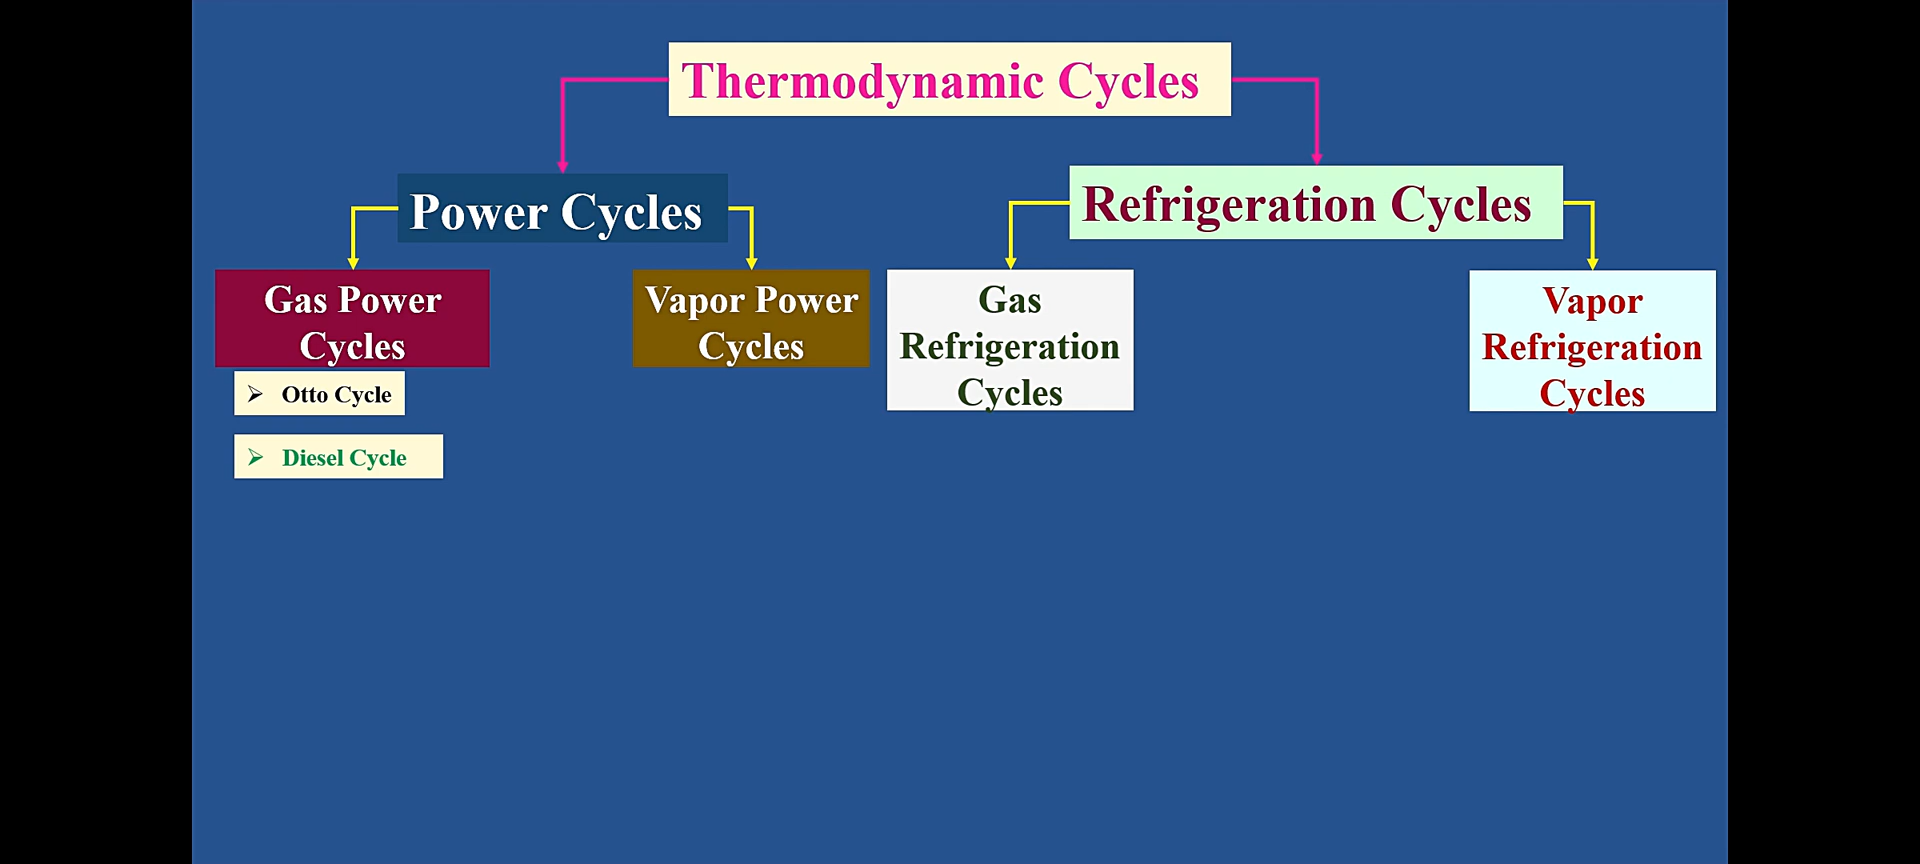 Thermodynamic Cycles
Power Cycles
Refrigeration Cycles
Gas Power
Cycles
Vapor Power
Cycles
Gas
Refrigeration
Cycles
Vapor
Refrigeration
Cycles
➢ Otto Cycle
➢ Diesel Cycle